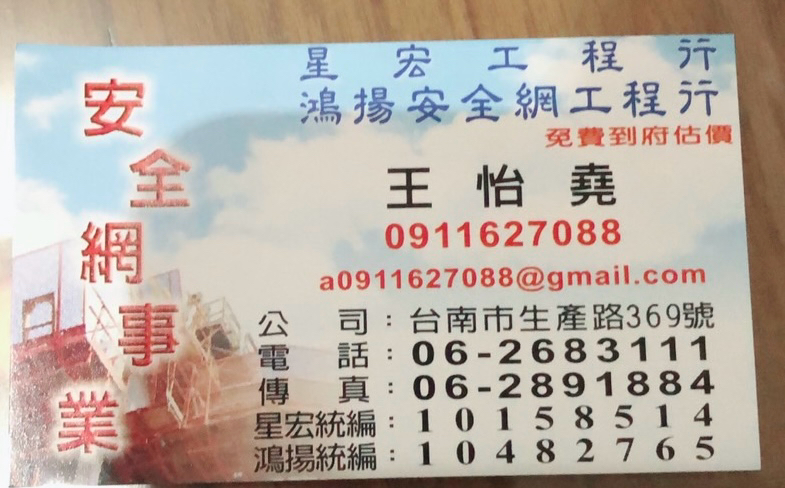 安全網事業
星宏工程行
鴻揚安全網工程行
免費到府估價
王怡堯
0911627088
a0911627088@gmail.com
公司：台南市生產路369號
電話：06-2683111
傳真：06-2891884
星宏統編：10158514
鴻揚統編：10482765